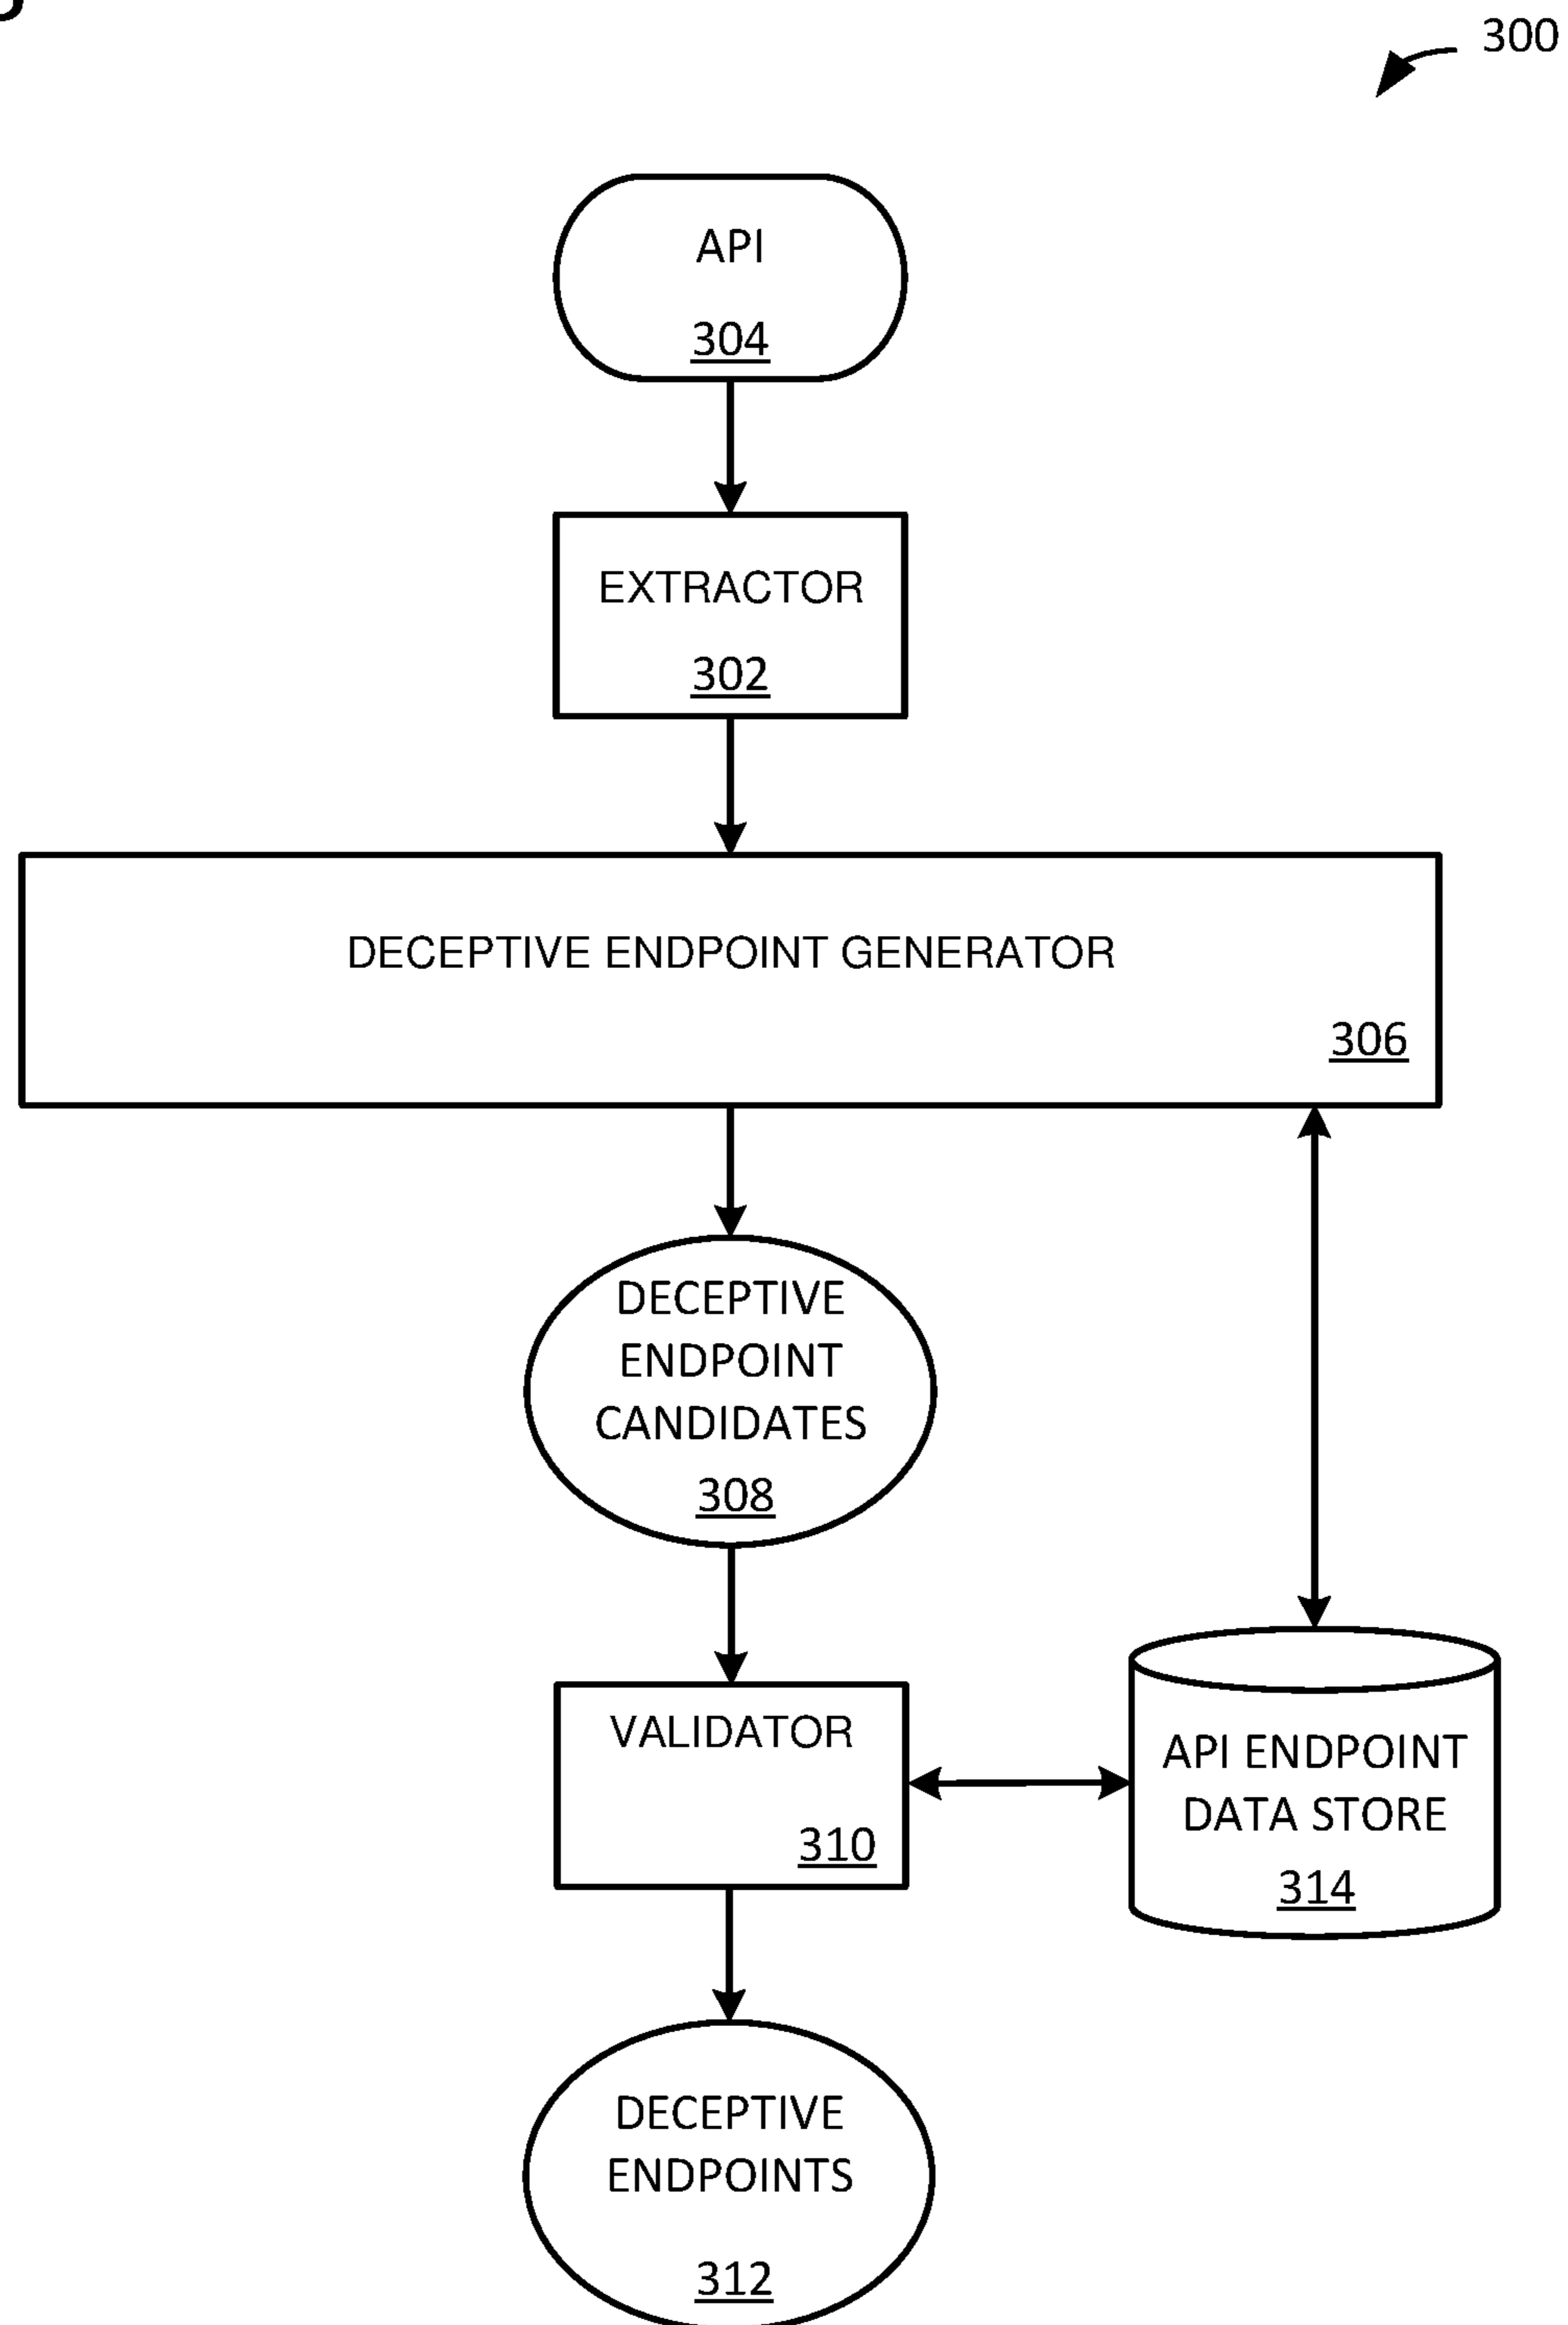 300
API
304
EXTRACTOR
302
DECEPTIVE ENDPOINT GENERATOR
306
DECEPTIVE
ENDPOINT
CANDIDATES
308
VALIDATOR
310
API ENDPOINT
DATA STORE
314
DECEPTIVE
ENDPOINTS
312